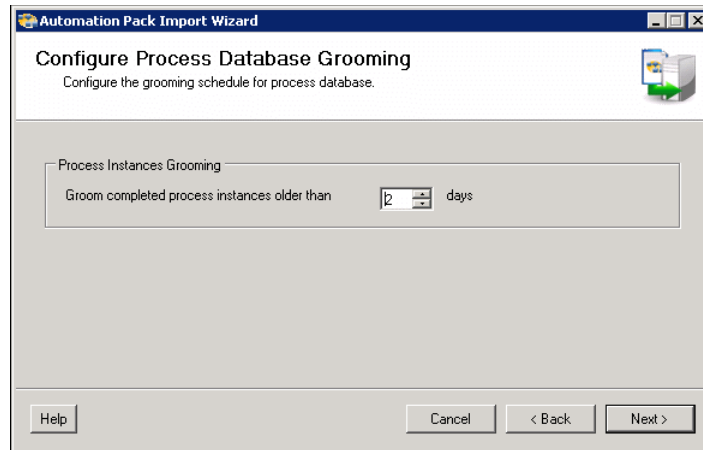 Automation Pack Import Wizard
Configure Process Database Grooming
Configure the grooming schedule for process database.
Process Instances Grooming
Groom completed process instances older than 2 days
Help Cancel < Back Next >